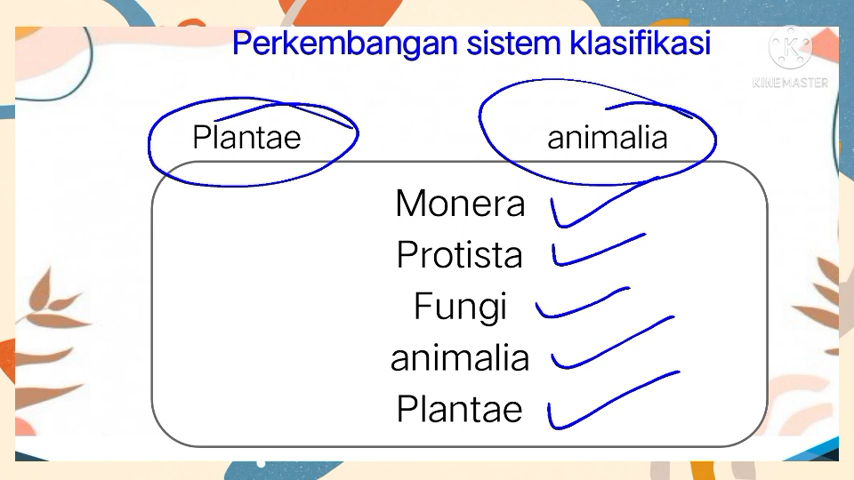 Perkembangan sistem klasifikasi
K
KINEMASTER
Plantae animalia
Monera
Protista
Fungi
animalia
Plantae